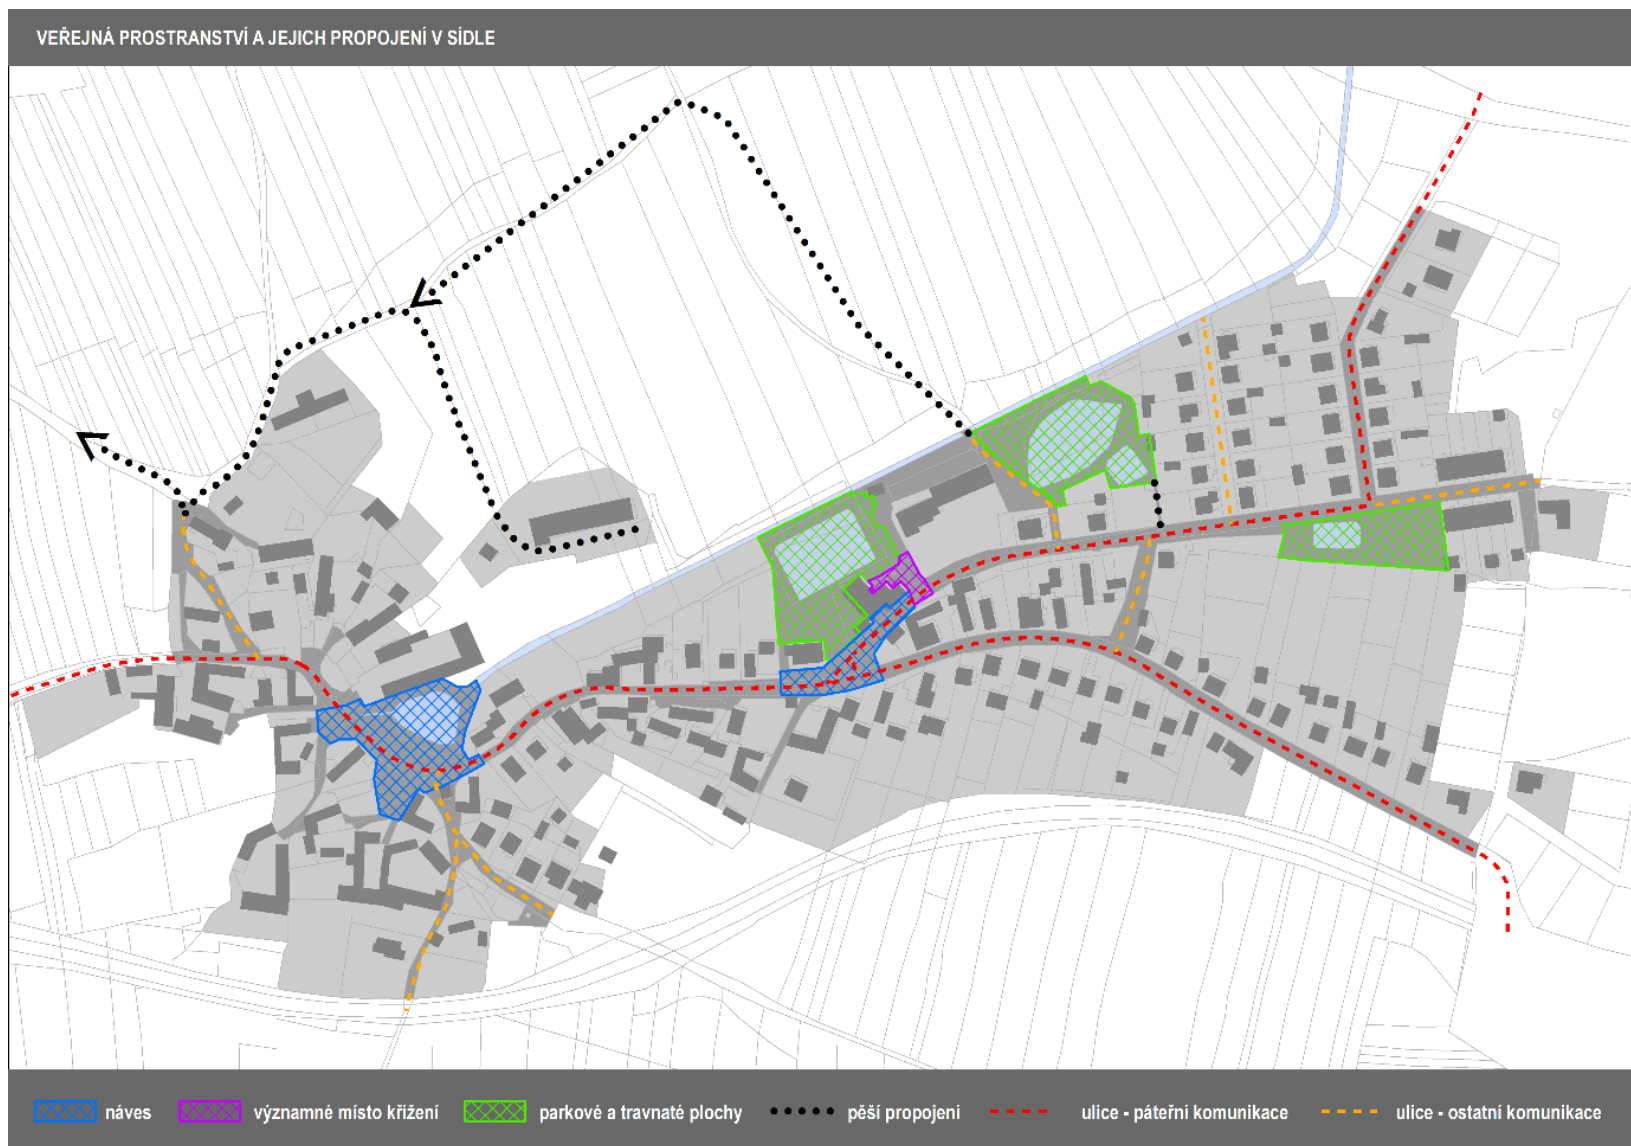 VEŘEJNÁ PROSTRANSTVÍ A JEJICH PROPOJENÍ V SÍDLE
náves významné místo křížení parkové a travnaté plochy pěší propojení ulice - páteřní komunikace ulice - ostatní komunikace